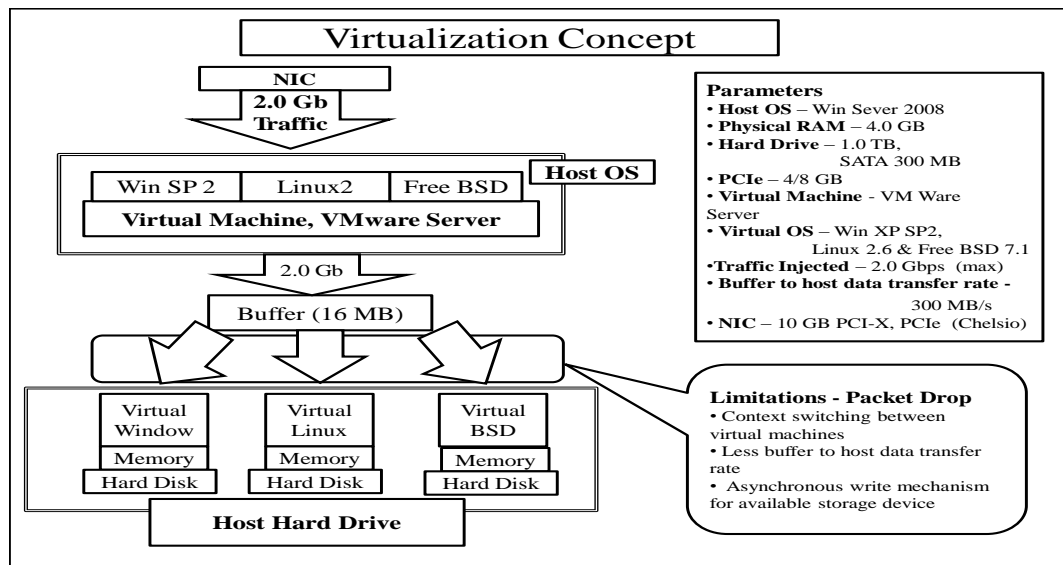 Virtualization Concept
NIC
2.0 Gb
Traffic
Host OS
Win SP 2
Linux2
Free BSD
Virtual Machine, VMware Server
2.0 Gb
Buffer (16 MB)
Virtual
Window
Memory
Hard Disk
Virtual
Linux
Memory
Hard Disk
Virtual
BSD
Memory
Hard Disk
Host Hard Drive
Parameters
• Host OS – Win Sever 2008
• Physical RAM – 4.0 GB
• Hard Drive – 1.0 TB,
SATA 300 MB
• PCIe – 4/8 GB
• Virtual Machine - VM Ware
Server
• Virtual OS – Win XP SP2,
Linux 2.6 & Free BSD 7.1
•Traffic Injected – 2.0 Gbps (max)
• Buffer to host data transfer rate -
300 MB/s
• NIC – 10 GB PCI-X, PCIe (Chelsio)
Limitations - Packet Drop
• Context switching between
virtual machines
• Less buffer to host data transfer
rate
• Asynchronous write mechanism
for available storage device